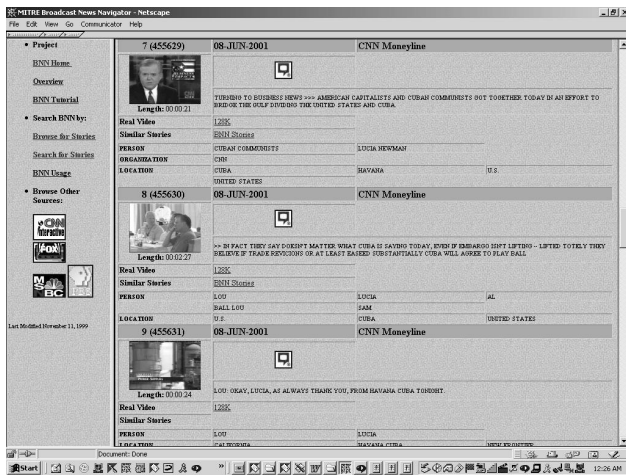 MITRE Broadcast News Navigator - Netscape
File Edit View Go Communicator Help
• Project
BNN Home
Overview
BNN Tutorial
• Search BNN by:
Browse for Stories
Search for Stories
BNN Usage
• Browse Other
Sources:
CNN
Interactive
FOX
MSBC
Last Modified November 11, 1999
7 (455629) 08-JUN-2001 CNN Moneyline
Length: 00:00:21
TURNING TO BUSINESS NEWS >>> AMERICAN CAPITALISTS AND CUBAN COMMUNISTS GOT TOGETHER TODAY IN AN EFFORT TO
BRIDGE THE GULF DIVIDING THE UNITED STATES AND CUBA.
Real Video 128K
Similar Stories BNN Stories
PERSON CUBAN COMMUNISTS LUCIA NEWMAN
ORGANIZATION CNN
LOCATION CUBA HAVANA U.S.
UNITED STATES
8 (455630) 08-JUN-2001 CNN Moneyline
Length: 00:02:27
>> IN FACT THEY SAY DOESN'T MATTER WHAT CUBA IS SAYING TODAY, EVEN IF EMBARGO ISN'T LIFTING -- LIFTED TOTELY THEY
BELIEVE IF TRADE REVICIONS OR AT LEAST EASEED SUBSTANTIALLY CUBA WILL AGREE TO PLAY BALL
Real Video 128K
Similar Stories BNN Stories
PERSON LOU LUCIA AL
BALL LOU SAM
LOCATION U.S. CUBA UNITED STATES
9 (455631) 08-JUN-2001 CNN Moneyline
Length: 00:00:24
LOU: OKAY, LUCIA, AS ALWAYS THANK YOU, FROM HAVANA CUBA TONIGHT.
Real Video 128K
Similar Stories
PERSON LOU LUCIA
LOCATION CALIFORNIA HAVANA CUBA NEW FRONTIER
Document: Done
Start 12:26 AM